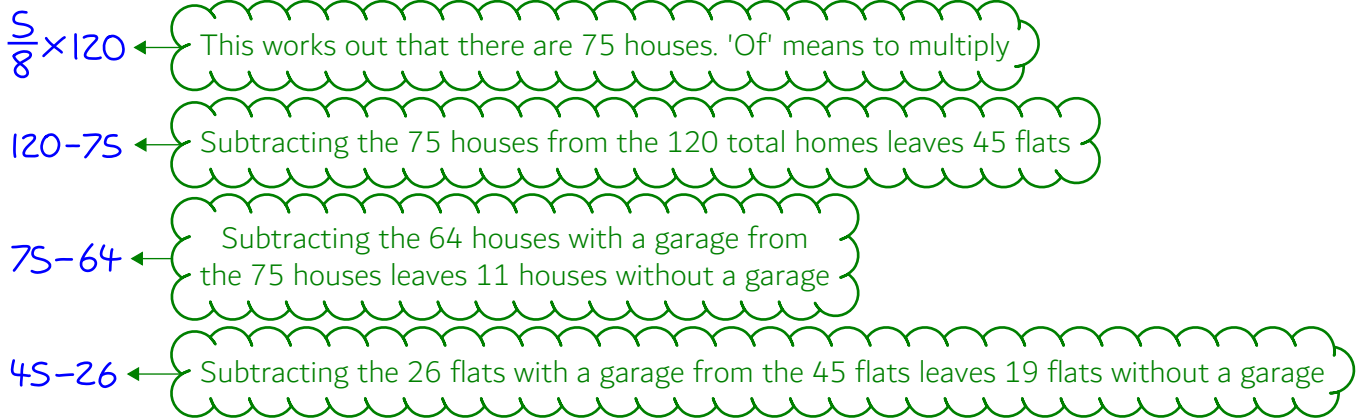 5/8×120 This works out that there are 75 houses. 'Of' means to multiply
120−75 Subtracting the 75 houses from the 120 total homes leaves 45 flats
Subtracting the 64 houses with a garage from
75−64 the 75 houses leaves 11 houses without a garage
45−26 Subtracting the 26 flats with a garage from the 45 flats leaves 19 flats without a garage